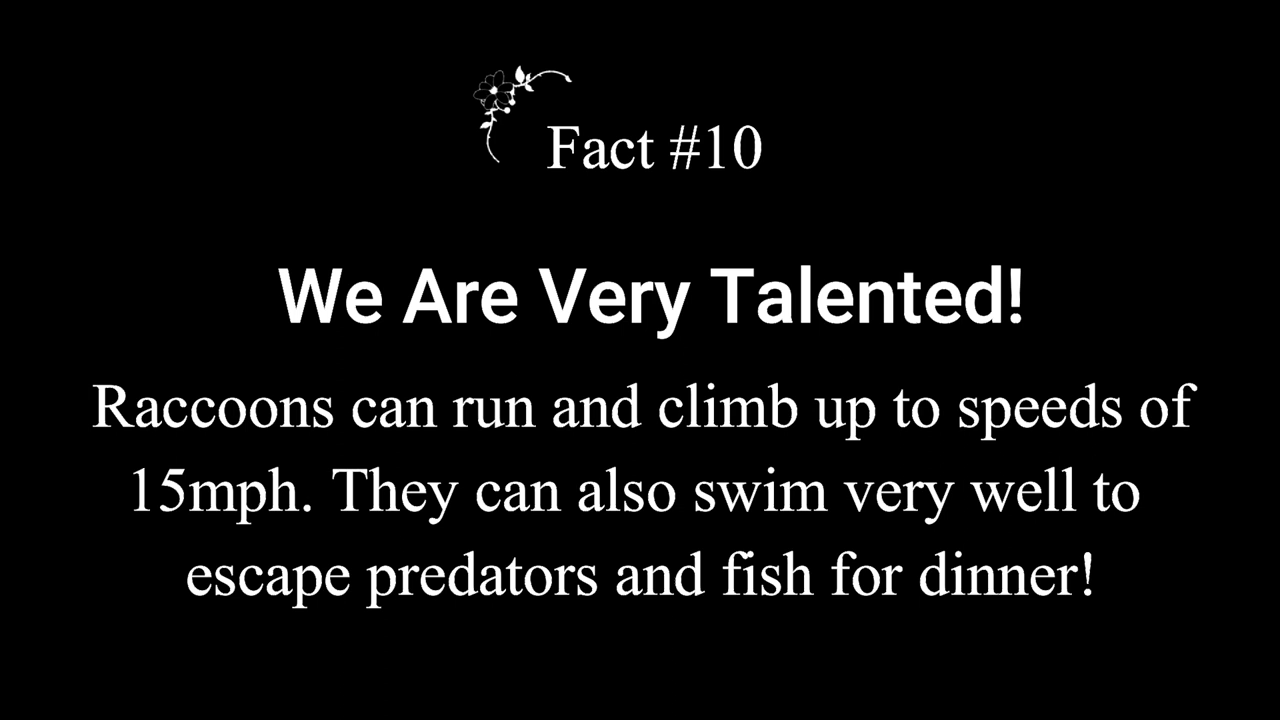 Fact #10
We Are Very Talented!
Raccoons can run and climb up to speeds of
15mph. They can also swim very well to
escape predators and fish for dinner!